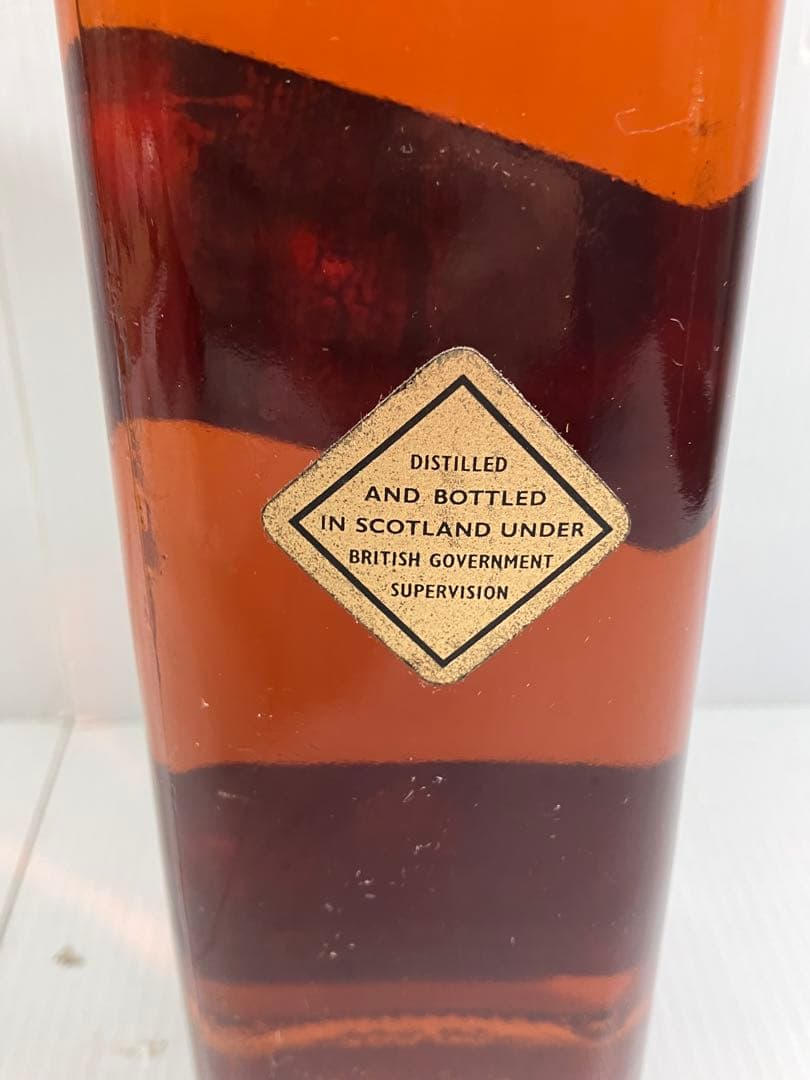 DISTILLED
AND BOTTLED
IN SCOTLAND UNDER
BRITISH GOVERNMENT
SUPERVISION